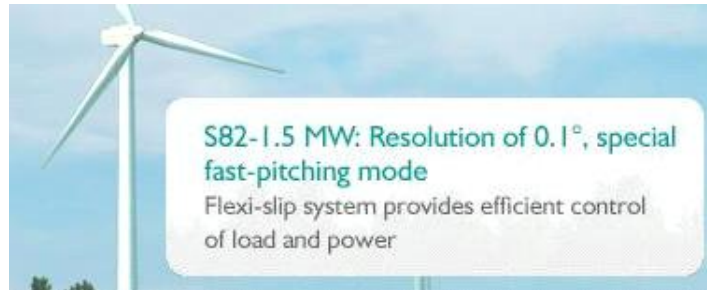 S82-1.5 MW: Resolution of 0.1°, special
fast-pitching mode
Flexi-slip system provides efficient control
of load and power